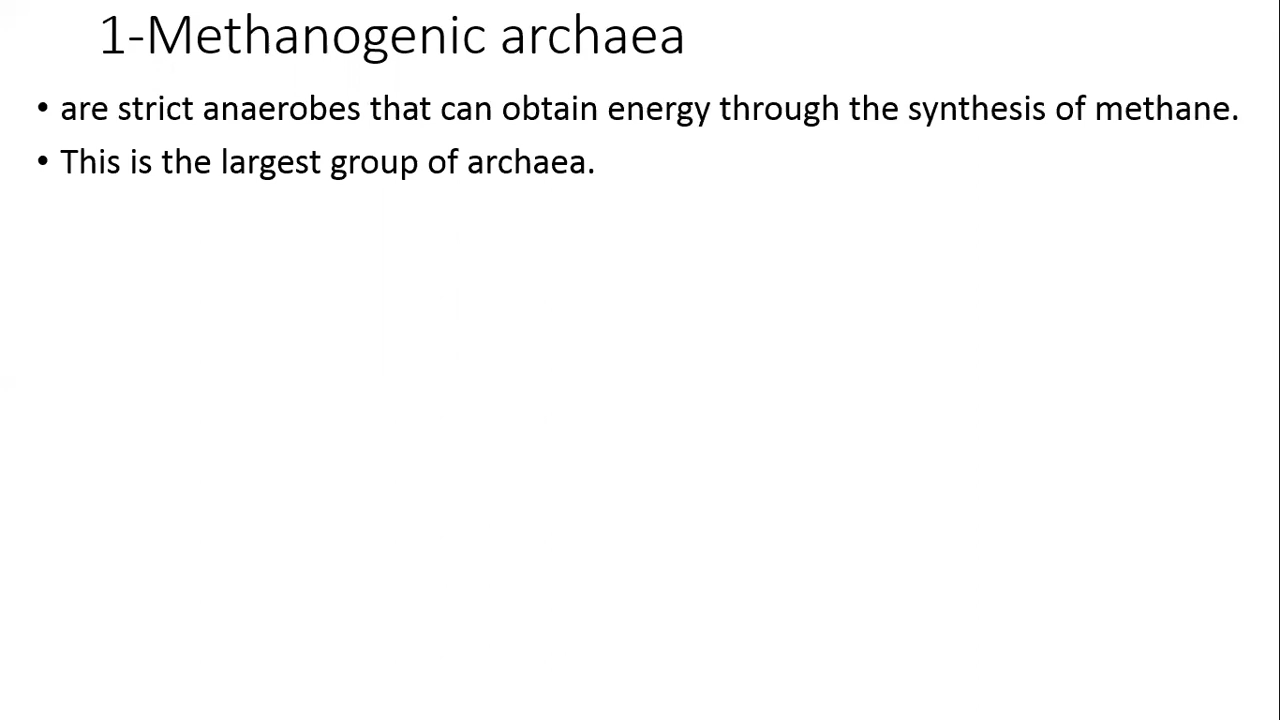 1-Methanogenic archaea
• are strict anaerobes that can obtain energy through the synthesis of methane.
• This is the largest group of archaea.